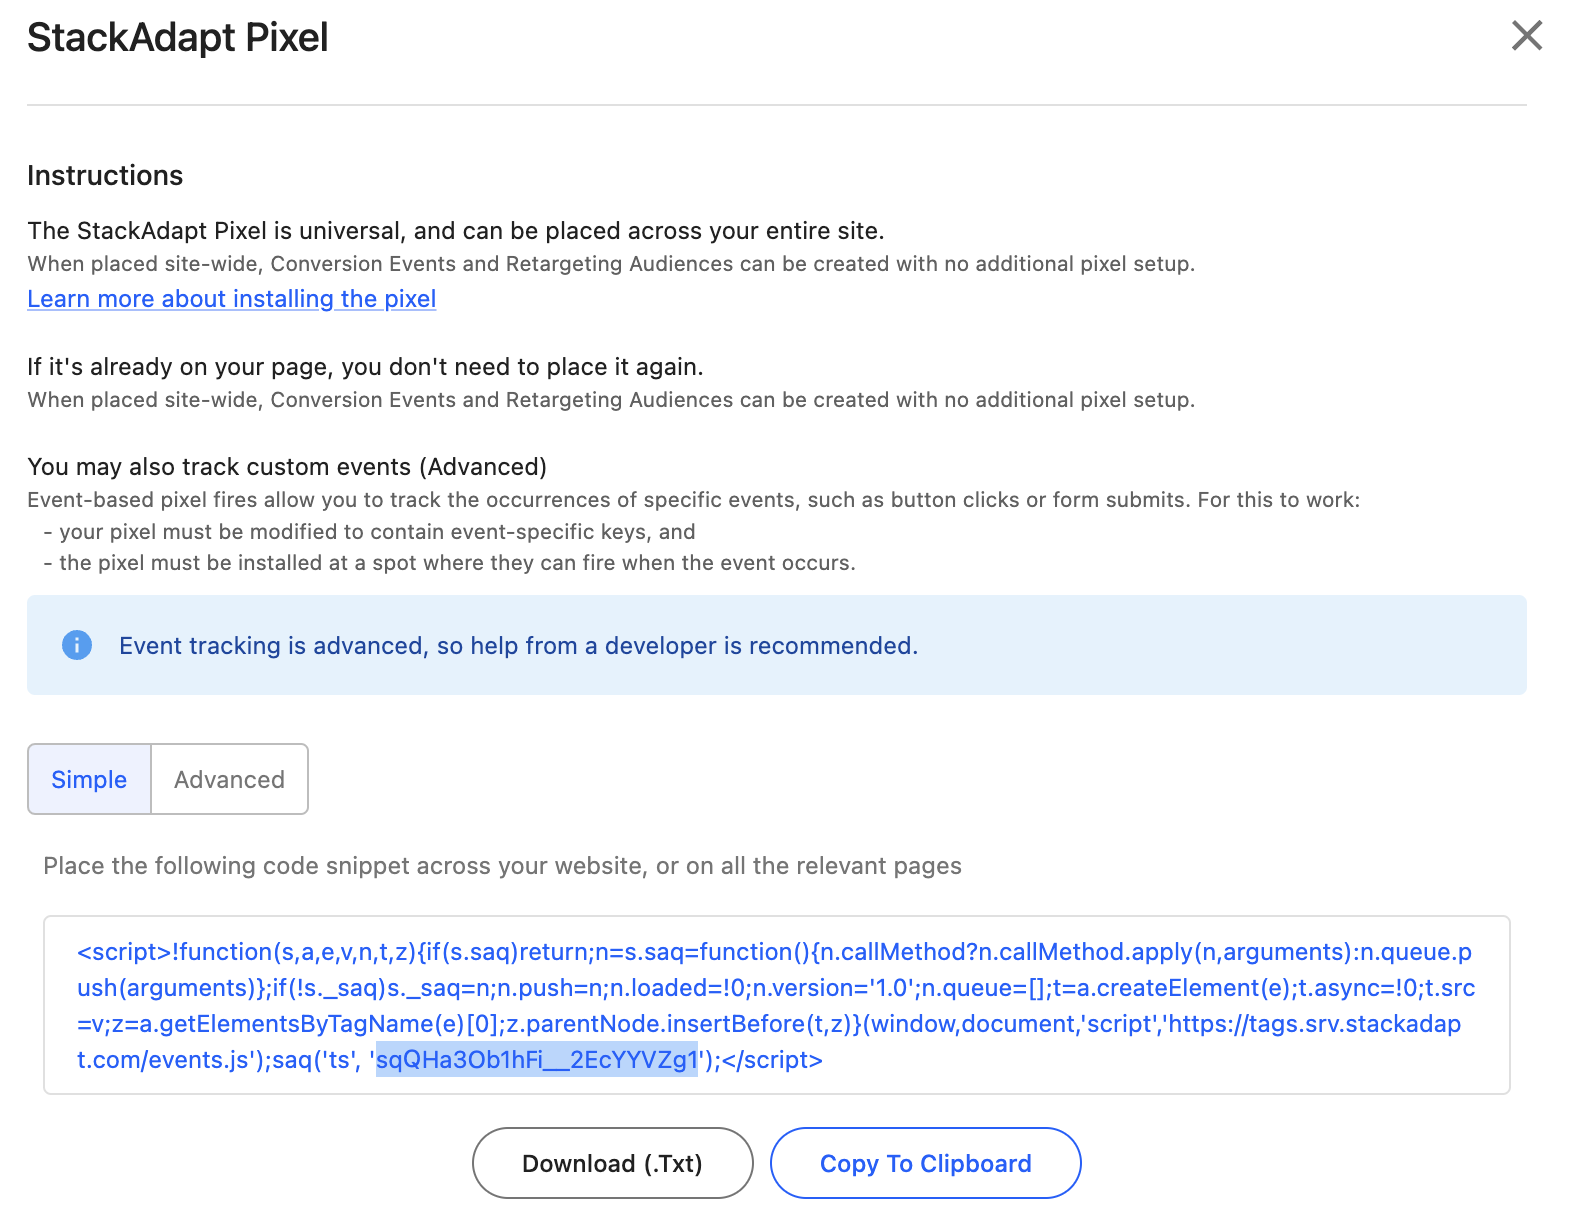 StackAdapt Pixel
Instructions
The StackAdapt Pixel is universal, and can be placed across your entire site.
When placed site-wide, Conversion Events and Retargeting Audiences can be created with no additional pixel setup.
Learn more about installing the pixel
If it's already on your page, you don't need to place it again.
When placed site-wide, Conversion Events and Retargeting Audiences can be created with no additional pixel setup.
You may also track custom events (Advanced)
Event-based pixel fires allow you to track the occurrences of specific events, such as button clicks or form submits. For this to work:
- your pixel must be modified to contain event-specific keys, and
- the pixel must be installed at a spot where they can fire when the event occurs.
Event tracking is advanced, so help from a developer is recommended.
Simple Advanced
Place the following code snippet across your website, or on all the relevant pages
<script>!function(s,a,e,v,n,t,z){if(s.saq)return;n=s.saq=function(){n.callMethod?n.callMethod.apply(n,arguments):n.queue.p
ush(arguments)};if(!s._saq)s._saq=n;n.push=n;n.loaded=!0;n.version='1.0';n.queue=[];t=a.createElement(e);t.async=!0;t.src
=v;z=a.getElementsByTagName(e)[0];z.parentNode.insertBefore(t,z)}(window,document,'script','https://tags.srv.stackadap
t.com/events.js');saq('ts', 'sqQHa3Ob1hFi__2EcYYVZg1');</script>
Download (.Txt) Copy To Clipboard